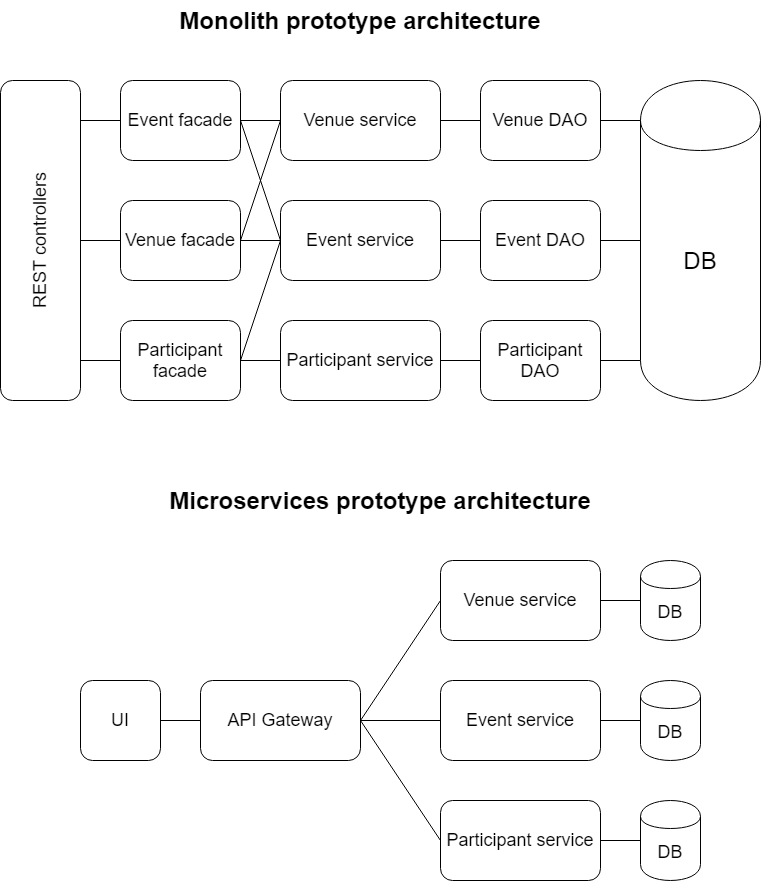 Monolith prototype architecture
REST controllers
Event facade
Venue service
Venue DAO
Venue facade
Event service
Event DAO
DB
Participant
facade
Participant service
Participant
DAO
Microservices prototype architecture
Venue service
DB
UI
API Gateway
Event service
DB
Participant service
DB